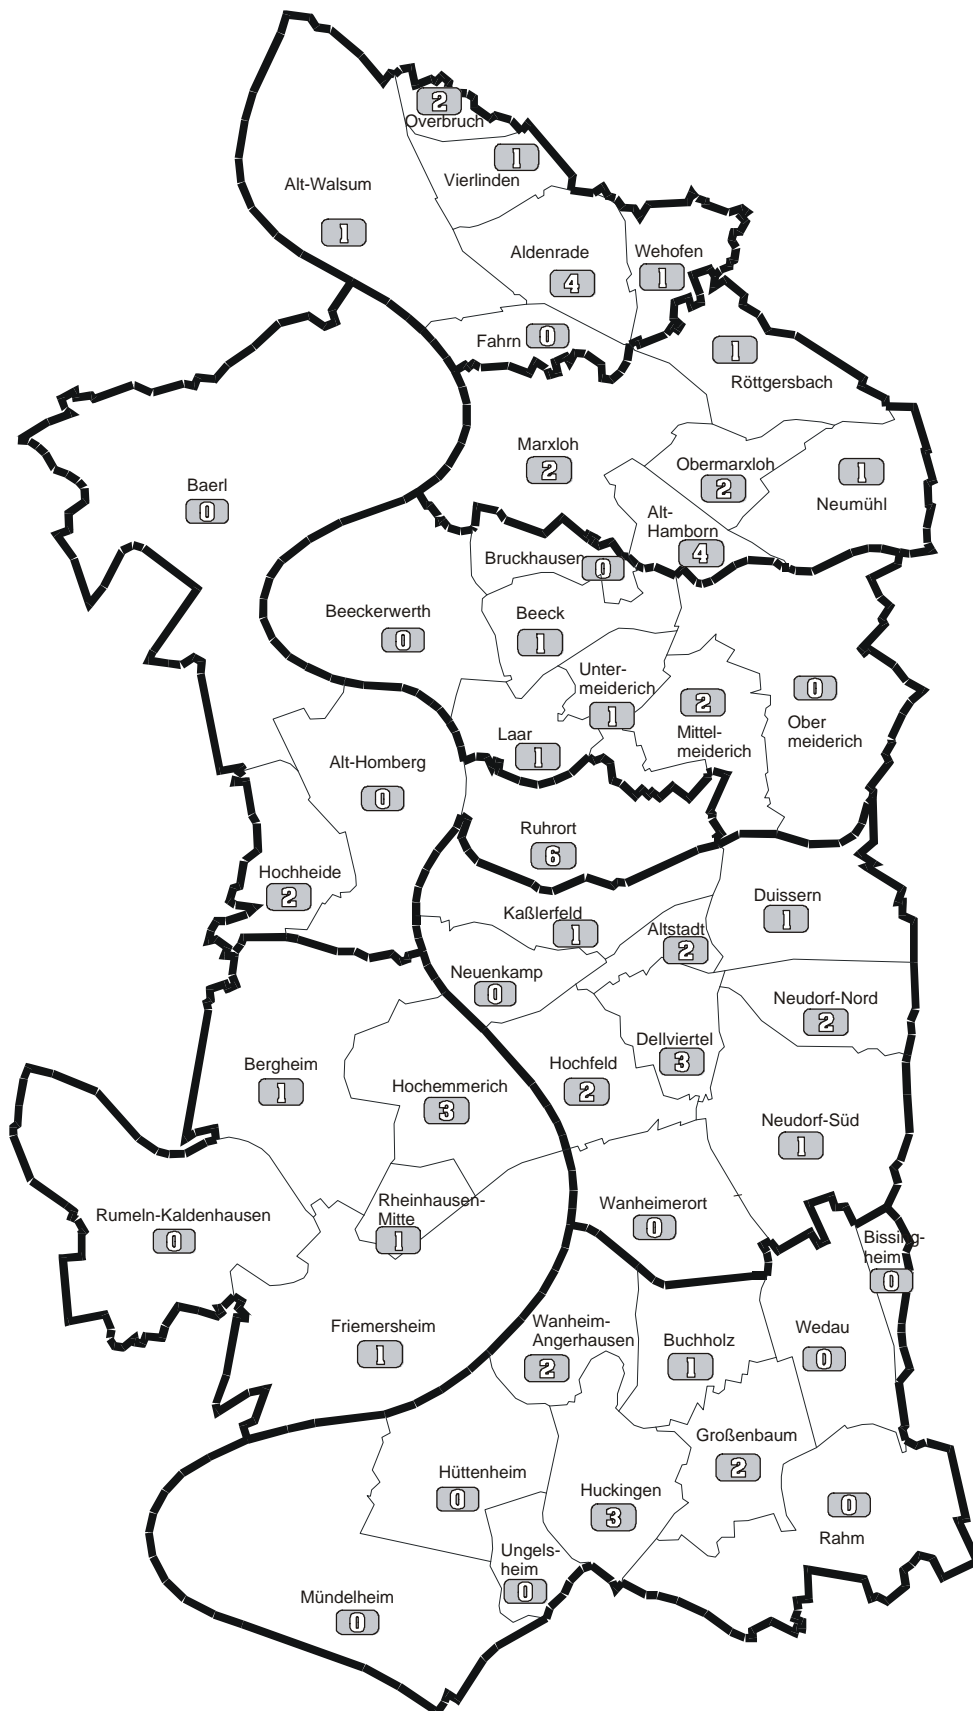 2
Overbruch
1
Vierlinden
Alt-Walsum
1
Aldenrade
4
Wehofen
1
Fahrn 0
1
Röttgersbach
Marxloh
2
Obermarxloh
2
1
Neumühl
Baerl
0
Alt-
Hamborn
4
Bruckhausen
0
Beeckerwerth
0
Beeck
1
Unter-
meiderich
1
2
Mittel-
meiderich
0
Ober
meiderich
Laar
1
Alt-Homberg
0
Ruhrort
6
Hochheide
2
Kaßlerfeld
1
Altstadt
2
Duissern
1
Neuenkamp
0
Neudorf-Nord
2
Dellviertel
3
Bergheim
1
Hochemmerich
3
Hochfeld
2
Neudorf-Süd
1
Rheinhausen-
Mitte
1
Rumeln-Kaldenhausen
0
Wanheimerort
0
Bissing-
heim
0
Friemersheim
1
Wanheim-
Angerhausen
2
Buchholz
1
Wedau
0
Großenbaum
2
Hüttenheim
0
Huckingen
3
0
Rahm
Ungels-
heim
0
Mündelheim
0